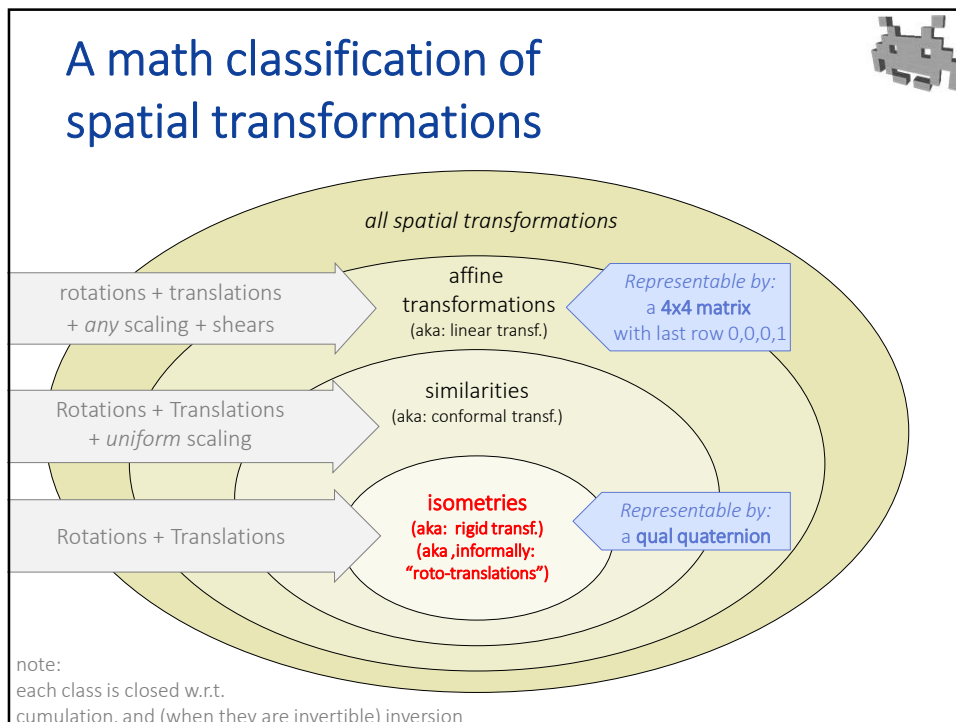 A math classification of
spatial transformations
all spatial transformations
rotations + translations
+ any scaling + shears
affine
transformations
(aka: linear transf.)
Representable by:
a 4x4 matrix
with last row 0,0,0,1
Rotations + Translations
+ uniform scaling
similarities
(aka: conformal transf.)
Rotations + Translations
isometries
(aka: rigid transf.)
(aka ,informally:
“roto-translations”)
Representable by:
a qual quaternion
note:
each class is closed w.r.t.
cumulation, and (when they are invertible) inversion